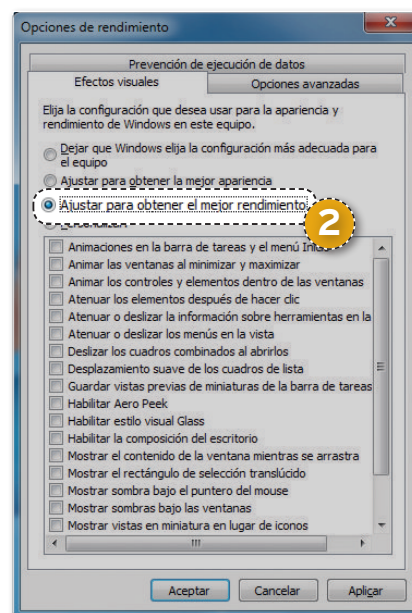 Opciones de rendimiento
Prevención de ejecución de datos
Efectos visuales
Opciones avanzadas
Elija la configuración que desea usar para la apariencia y
rendimiento de Windows en este equipo.
Dejar que Windows elija la configuración más adecuada para
el equipo
Ajustar para obtener la mejor apariencia
Ajustar para obtener el mejor rendimiento
2
Animaciones en la barra de tareas y el menú
Animar las ventanas al minimizar y maximizar
Animar los controles y elementos dentro de las ventanas
Atenuar los elementos después de hacer clic
Atenuar o deslizar la información sobre herramientas en la
Atenuar o deslizar los menús en la vista
Deslizar los cuadros combinados al abrirlos
Desplazamiento suave de los cuadros de lista
Guardar vistas previas de miniaturas de la barra de tareas
Habilitar Aero Peek
Habilitar estilo visual Glass
Habilitar la composición del escritorio
Mostrar el contenido de la ventana mientras se arrastra
Mostrar el rectángulo de selección translúcido
Mostrar sombra bajo el puntero del mouse
Mostrar sombras bajo las ventanas
Mostrar vistas en miniatura en lugar de iconos
Aceptar
Cancelar
Aplicar